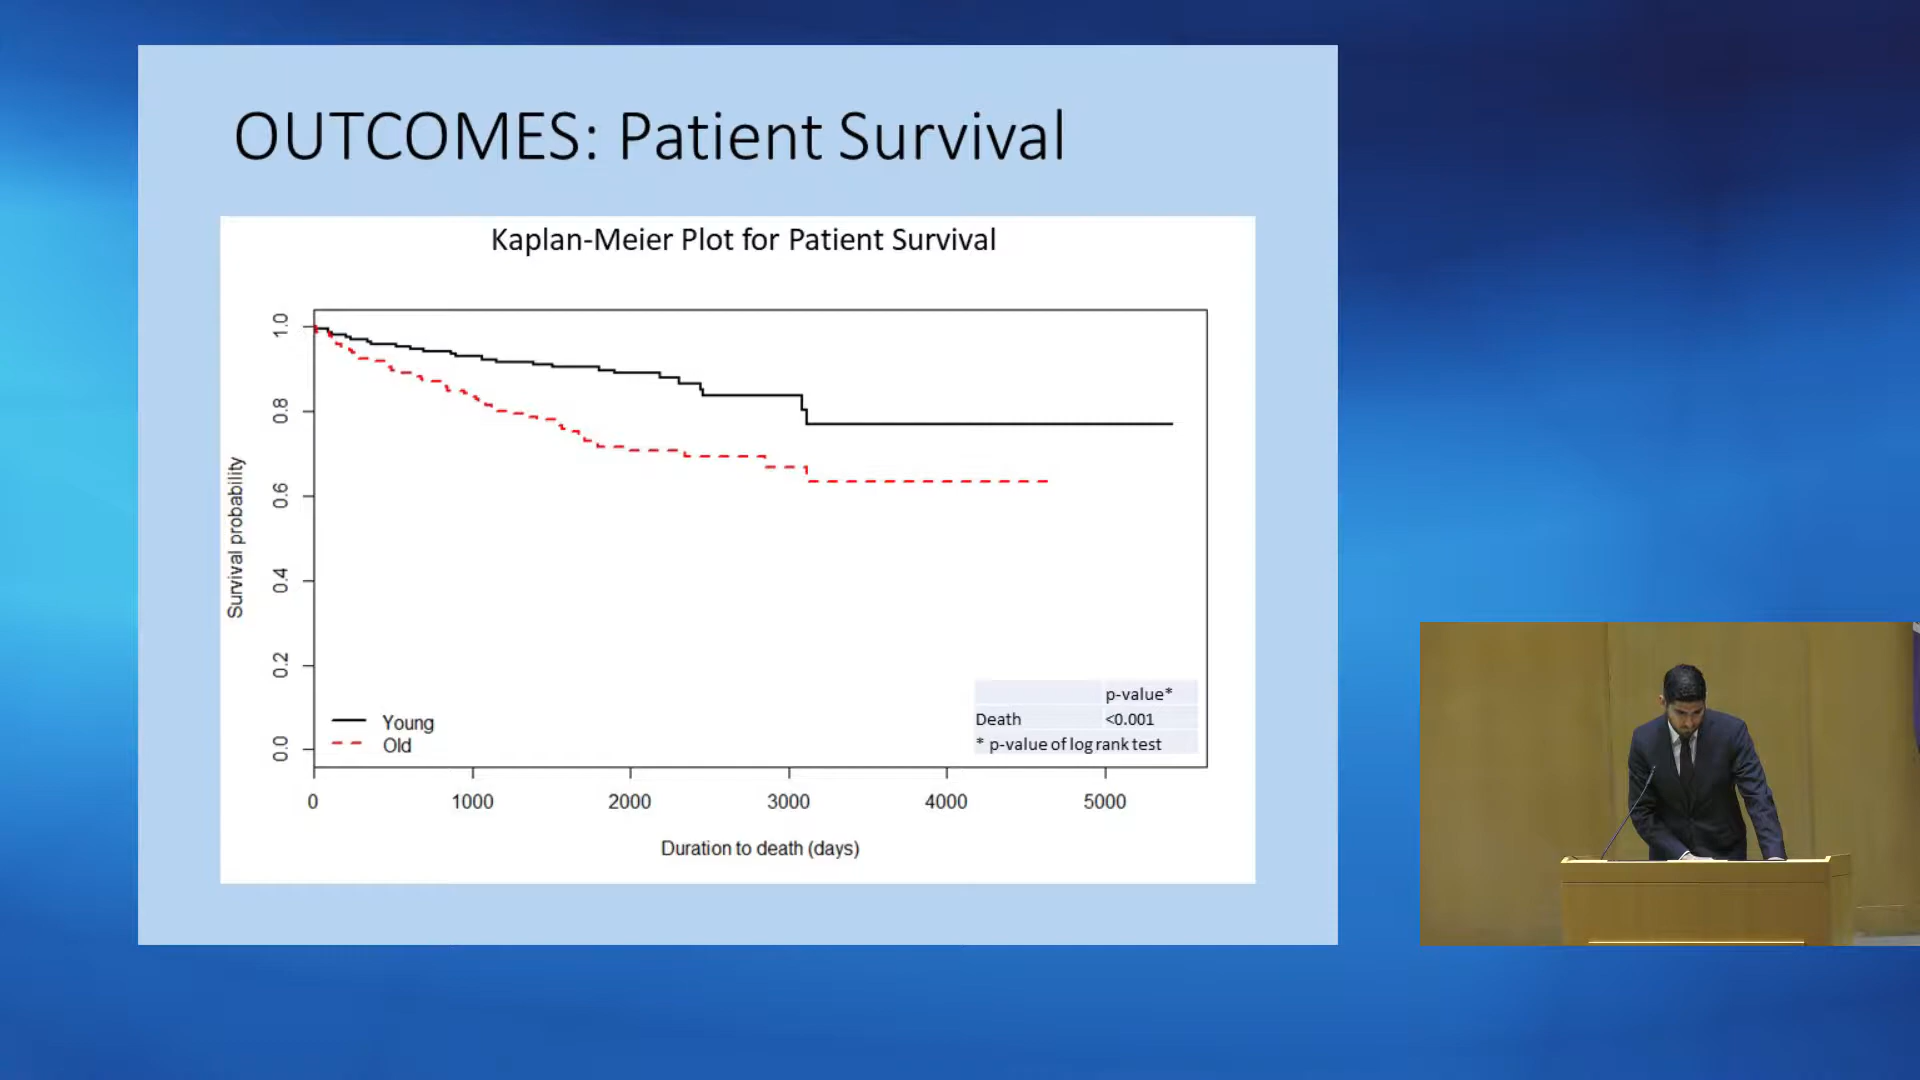 OUTCOMES: Patient Survival
Kaplan-Meier Plot for Patient Survival
Survival probability
1.0
0.8
0.6
0.4
0.2
0.0
Young
Old
p-value*
Death <0.001
* p-value of log rank test
0 1000 2000 3000 4000 5000
Duration to death (days)